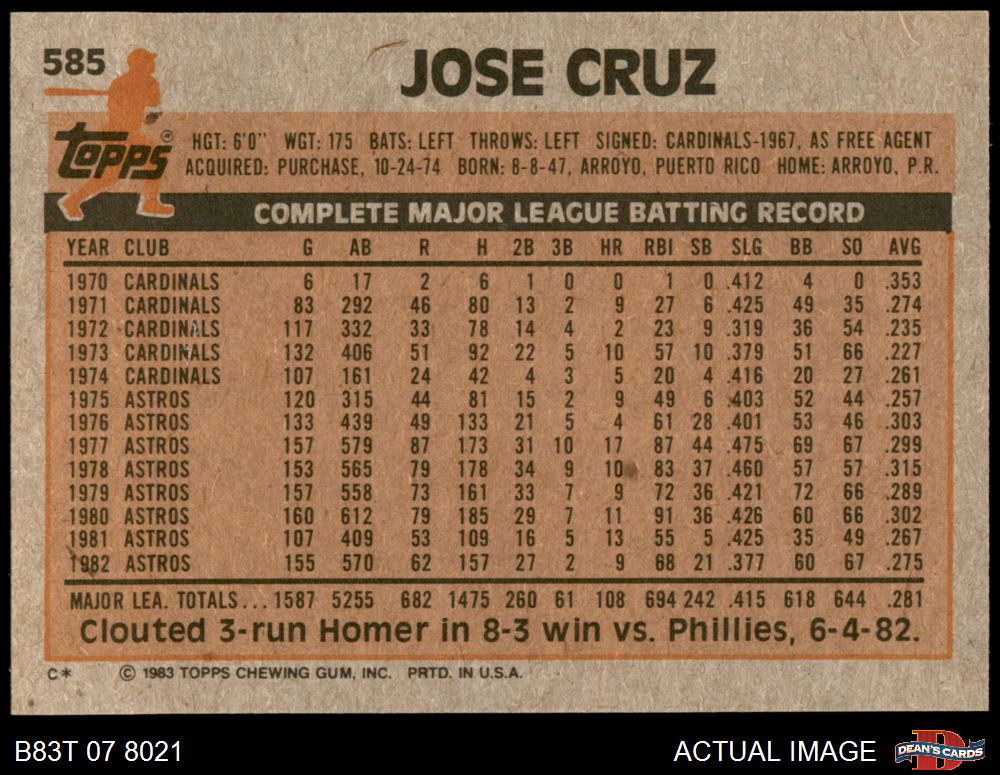 585 JOSE CRUZ
topps® HGT: 6'0" WGT: 175 BATS: LEFT THROWS: LEFT SIGNED: CARDINALS-1967, AS FREE AGENT
ACQUIRED: PURCHASE, 10-24-74 BORN: 8-8-47, ARROYO, PUERTO RICO HOME: ARROYO, P.R.
COMPLETE MAJOR LEAGUE BATTING RECORD
YEAR CLUB G AB R H 2B 3B HR RBI SB SLG BB SO AVG
1970 CARDINALS 6 17 2 6 1 0 0 1 0 .412 4 0 .353
1971 CARDINALS 83 292 46 80 13 2 9 27 6 .425 49 35 .274
1972 CARDINALS 117 332 33 78 14 4 2 23 9 .319 36 54 .235
1973 CARDINALS 132 406 51 92 22 5 10 57 10 .379 51 66 .227
1974 CARDINALS 107 161 24 42 4 3 5 20 4 .416 20 27 .261
1975 ASTROS 120 315 44 81 15 2 9 49 6 .403 52 44 .257
1976 ASTROS 133 439 49 133 21 5 4 61 28 .401 53 46 .303
1977 ASTROS 157 579 87 173 31 10 17 87 44 .475 69 67 .299
1978 ASTROS 153 565 79 178 34 9 10 83 37 .460 57 57 .315
1979 ASTROS 157 558 73 161 33 7 9 72 36 .421 72 66 .289
1980 ASTROS 160 612 79 185 29 7 11 91 36 .426 60 66 .302
1981 ASTROS 107 409 53 109 16 5 13 55 5 .425 35 49 .267
1982 ASTROS 155 570 62 157 27 2 9 68 21 .377 60 67 .275
MAJOR LEA. TOTALS... 1587 5255 682 1475 260 61 108 694 242 .415 618 644 .281
Clouted 3-run Homer in 8-3 win vs. Phillies, 6-4-82.
C* © 1983 TOPPS CHEWING GUM, INC. PRTD. IN U.S.A.
B83T 07 8021 ACTUAL IMAGE D DEAN'S CARDS